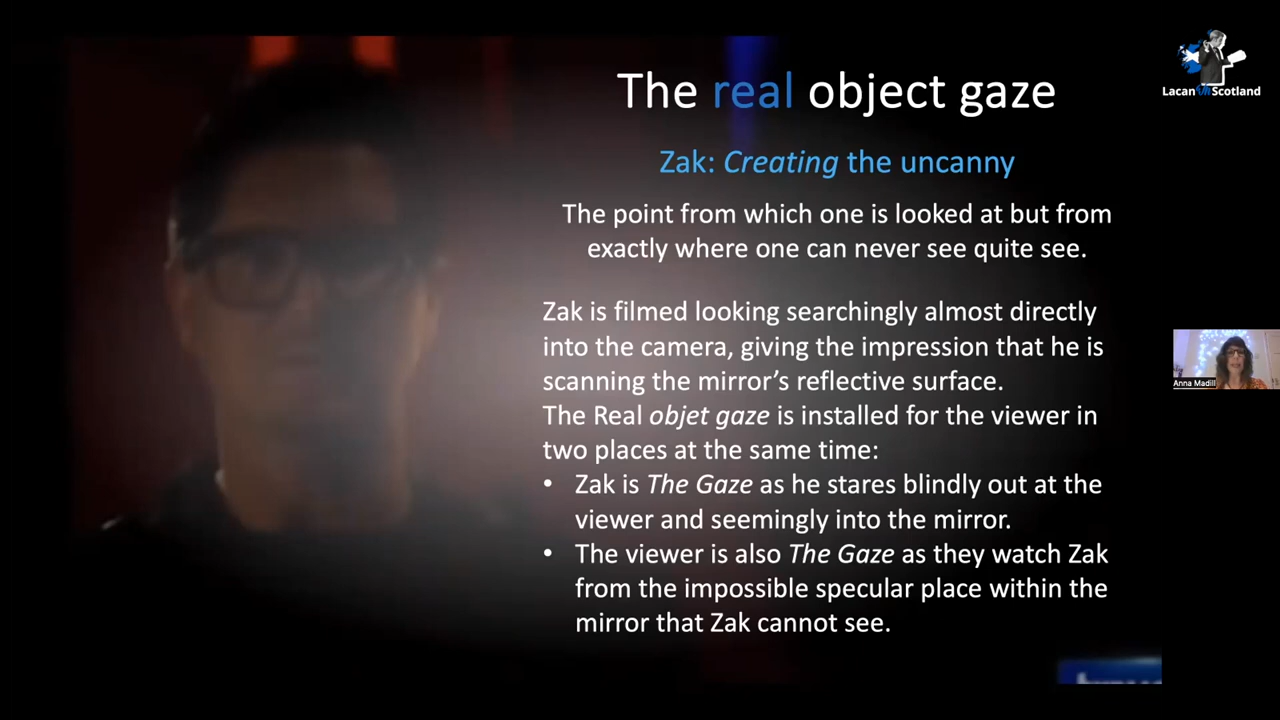 The real object gaze
Zak: Creating the uncanny
The point from which one is looked at but from
exactly where one can never see quite see.
Zak is filmed looking searchingly almost directly
into the camera, giving the impression that he is
scanning the mirror’s reflective surface.
The Real objet gaze is installed for the viewer in
two places at the same time:
• Zak is The Gaze as he stares blindly out at the
viewer and seemingly into the mirror.
• The viewer is also The Gaze as they watch Zak
from the impossible specular place within the
mirror that Zak cannot see.
Lacan in Scotland
Anna Madill